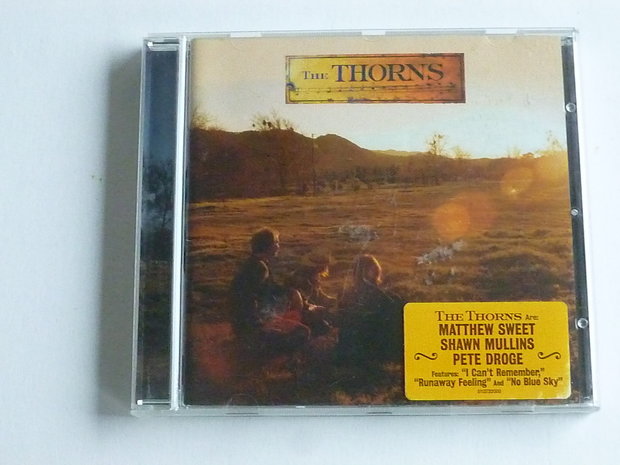 THE THORNS
THE THORNS Are:
MATTHEW SWEET
SHAWN MULLINS
PETE DROGE
Features: "I Can't Remember,"
"Runaway Feeling" And "No Blue Sky"